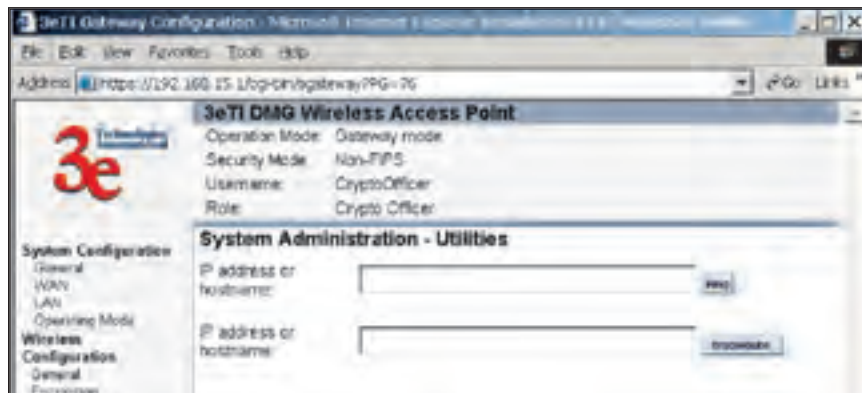 3eTI Gateway Configuration - Microsoft Internet Explorer
File Edit View Favorites Tools Help
Address https://192.168.15.1/cgi-bin/sgateway?PG=76 Go Links »
3e Technologies
3eTI DMG Wireless Access Point
Operation Mode: Gateway mode
Security Mode: Non-FIPS
Username: CryptoOfficer
Role: Crypto Officer
System Administration - Utilities
IP address or
hostname: Ping
IP address or
hostname: traceroute
System Configuration
General
WAN
LAN
Operating Mode
Wireless
Configuration
General
Encryption